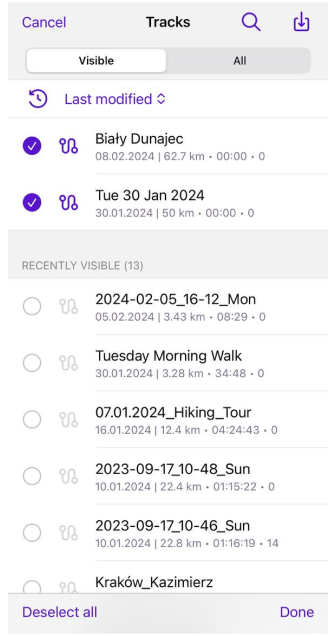 Cancel Tracks
Visible All
Last modified
Biały Dunajec
08.02.2024 | 62.7 km • 00:00 • 0
Tue 30 Jan 2024
30.01.2024 | 50 km • 00:00 • 0
RECENTLY VISIBLE (13)
2024-02-05_16-12_Mon
05.02.2024 | 3.43 km • 08:29 • 0
Tuesday Morning Walk
30.01.2024 | 3.28 km • 34:48 • 0
07.01.2024_Hiking_Tour
16.01.2024 | 12.4 km • 04:24:43 • 0
2023-09-17_10-48_Sun
10.01.2024 | 22.4 km • 01:15:22 • 0
2023-09-17_10-46_Sun
10.01.2024 | 22.8 km • 01:16:19 • 14
Kraków_Kazimierz
Deselect all Done